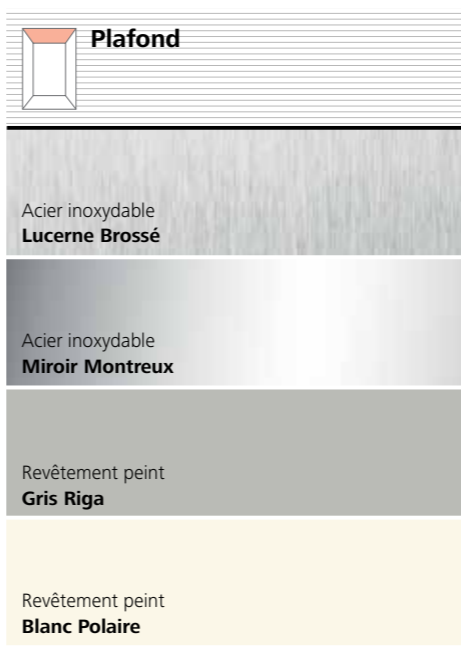 Plafond
Acier inoxydable
Lucerne Brossé
Acier inoxydable
Miroir Montreux
Revêtement peint
Gris Riga
Revêtement peint
Blanc Polaire